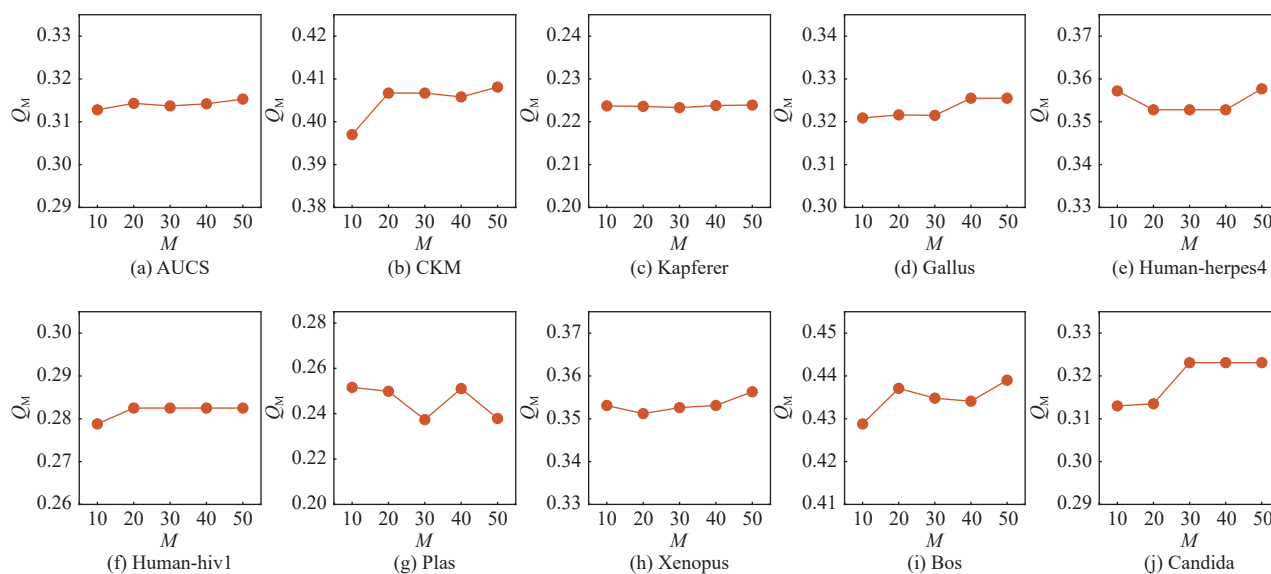 0.33
0.32
0.31
0.30
0.29
Q_M
10 20 30 40 50
M
(a) AUCS
0.42
0.41
0.40
0.39
0.38
Q_M
10 20 30 40 50
M
(b) CKM
0.24
0.23
0.22
0.21
0.20
Q_M
10 20 30 40 50
M
(c) Kapferer
0.34
0.33
0.32
0.31
0.30
Q_M
10 20 30 40 50
M
(d) Gallus
0.37
0.36
0.35
0.34
0.33
Q_M
10 20 30 40 50
M
(e) Human-herpes4
0.30
0.29
0.28
0.27
0.26
Q_M
10 20 30 40 50
M
(f) Human-hiv1
0.28
0.26
0.24
0.22
0.20
Q_M
10 20 30 40 50
M
(g) Plas
0.37
0.36
0.35
0.34
0.33
Q_M
10 20 30 40 50
M
(h) Xenopus
0.45
0.44
0.43
0.42
0.41
Q_M
10 20 30 40 50
M
(i) Bos
0.33
0.32
0.31
0.30
0.29
Q_M
10 20 30 40 50
M
(j) Candida